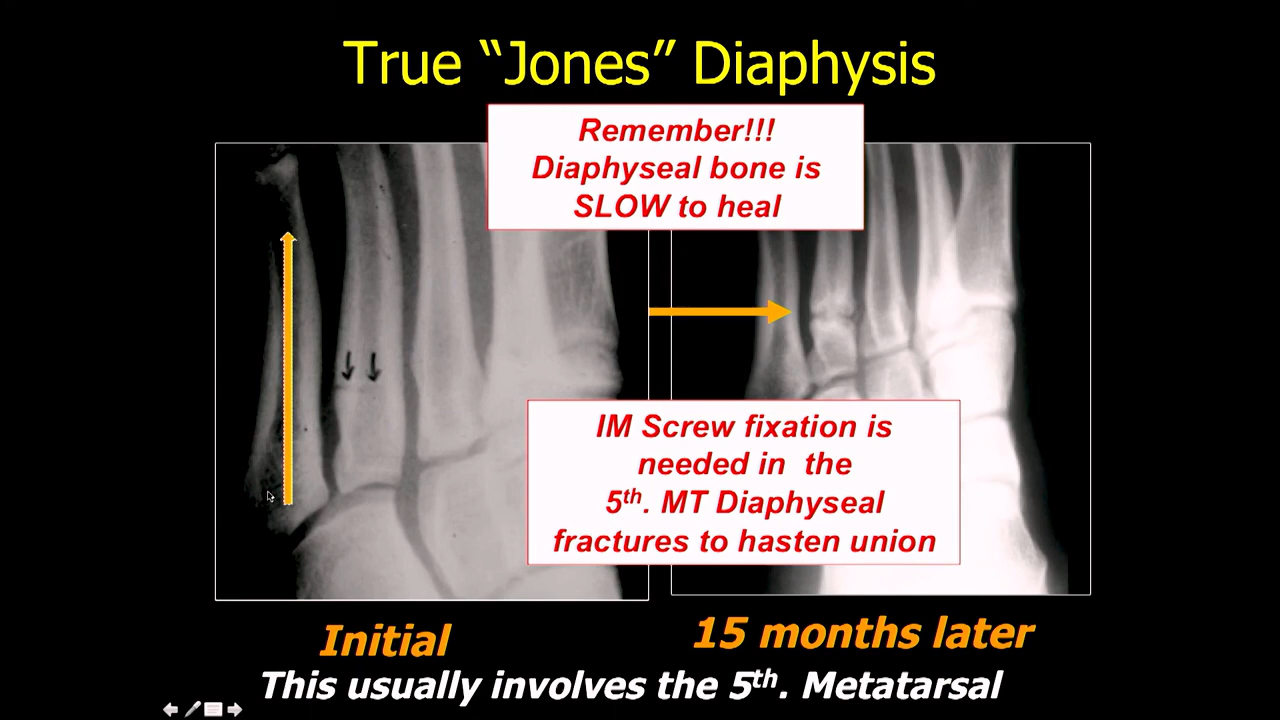 True “Jones” Diaphysis
Remember!!!
Diaphyseal bone is
SLOW to heal
IM Screw fixation is
needed in the
5th. MT Diaphyseal
fractures to hasten union
Initial
15 months later
This usually involves the 5th. Metatarsal